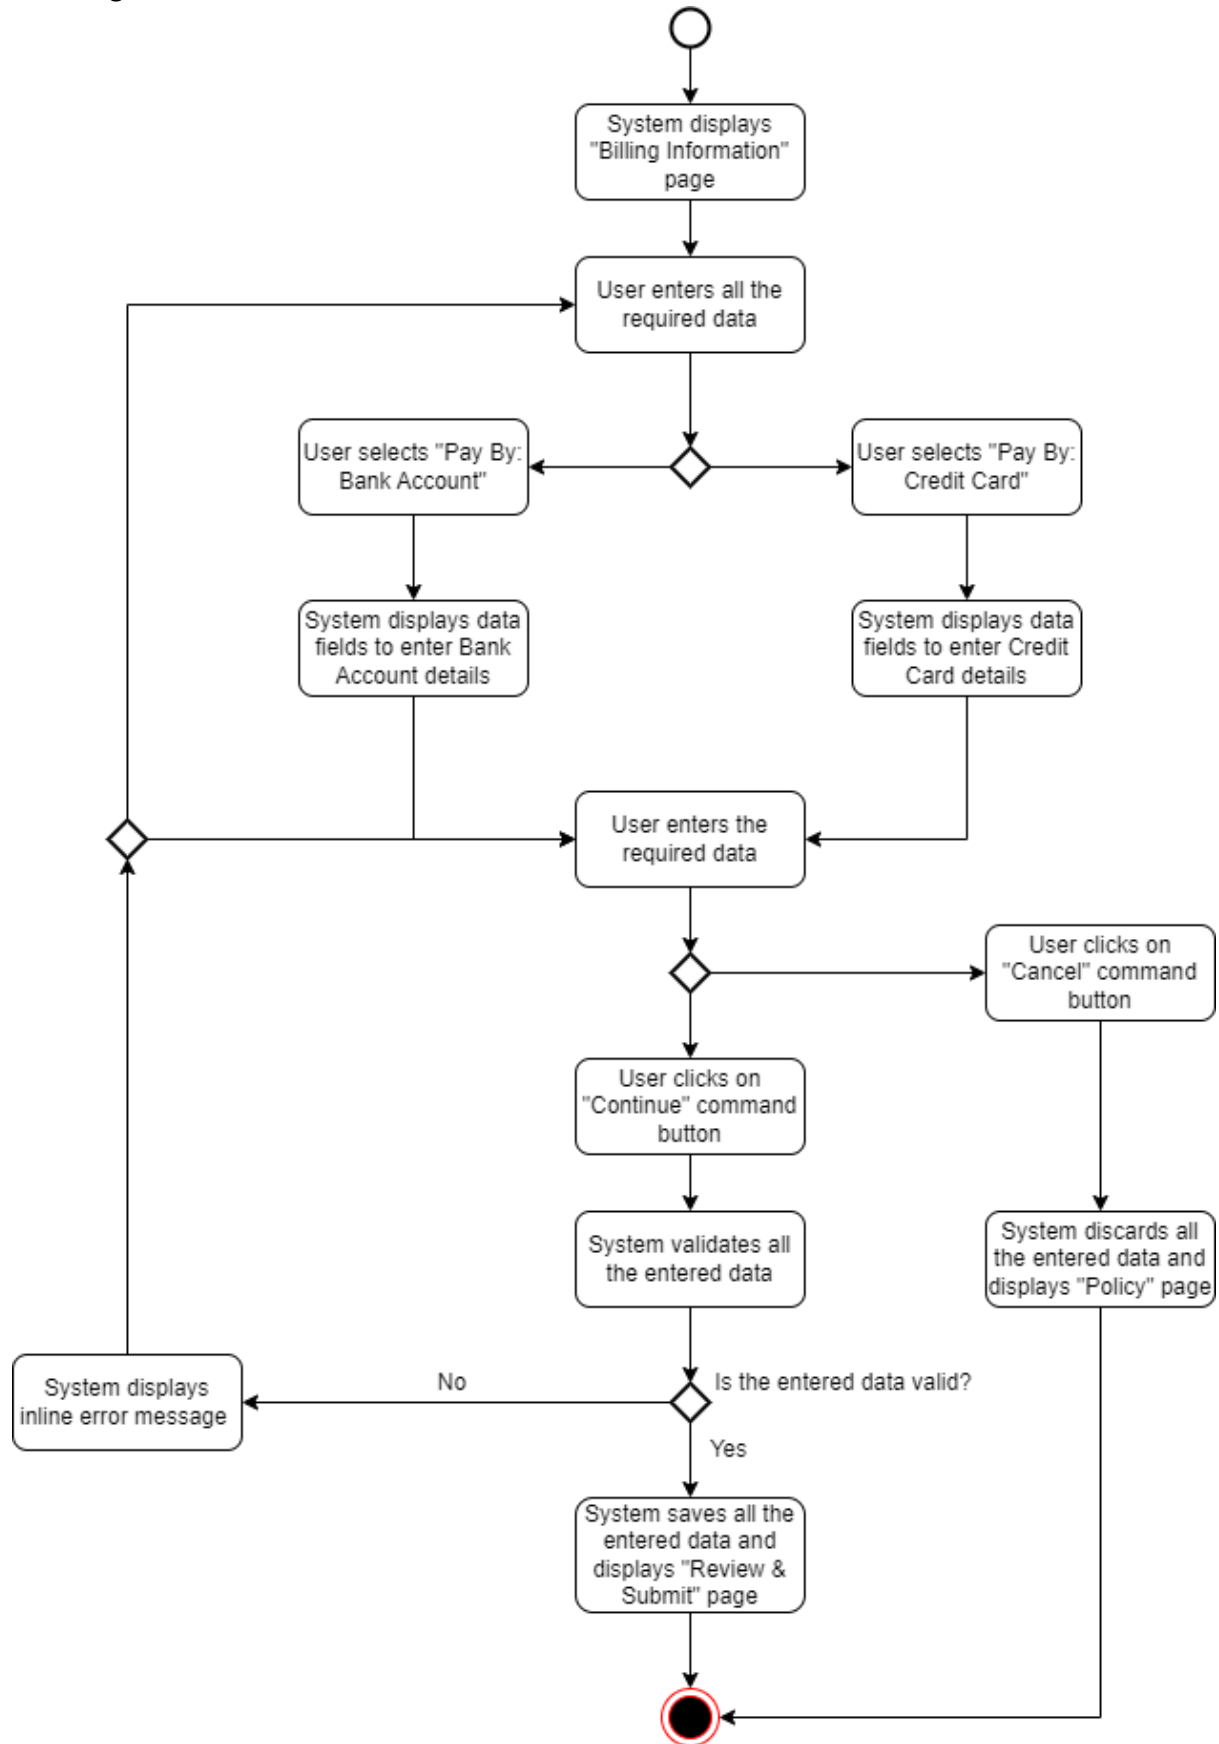 System displays
"Billing Information"
page
User enters all the
required data
User selects "Pay By:
Bank Account"
User selects "Pay By:
Credit Card"
System displays data
fields to enter Bank
Account details
System displays data
fields to enter Credit
Card details
User enters the
required data
User clicks on
"Cancel" command
button
User clicks on
"Continue" command
button
System validates all
the entered data
System discards all
the entered data and
displays "Policy" page
Is the entered data valid?
No
System displays
inline error message
Yes
System saves all the
entered data and
displays "Review &
Submit" page